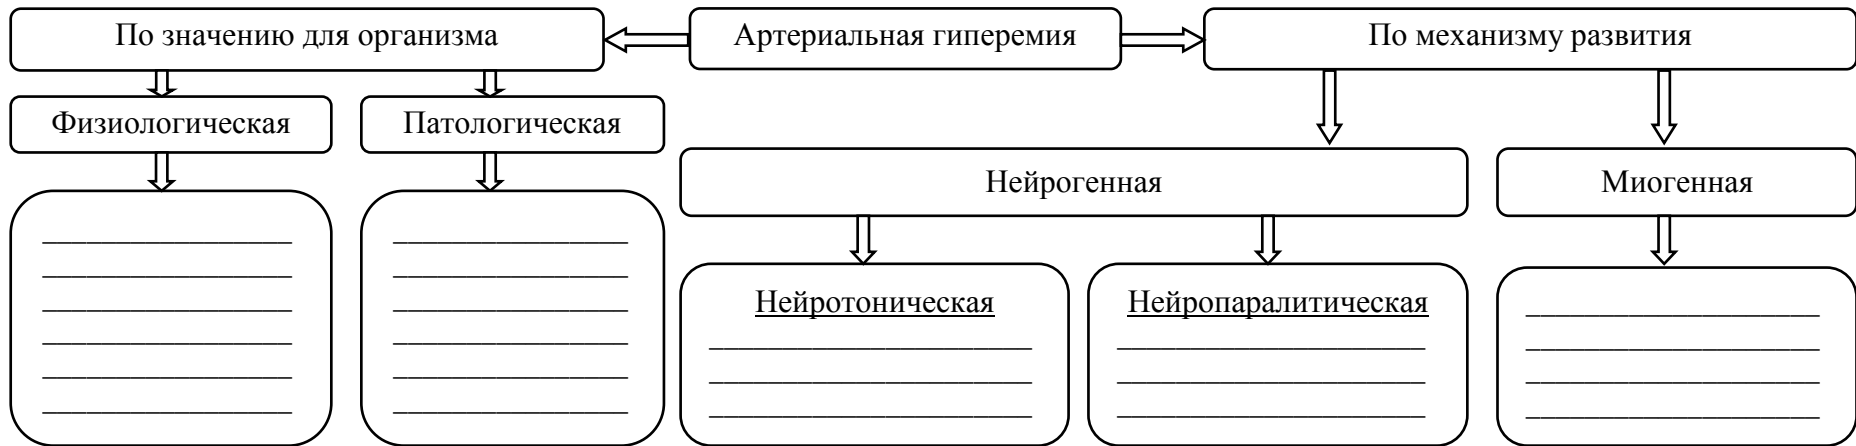 По значению для организма
Артериальная гиперемия
По механизму развития
Физиологическая
Патологическая
Нейрогенная
Миогенная
Нейротоническая
Нейропаралитическая